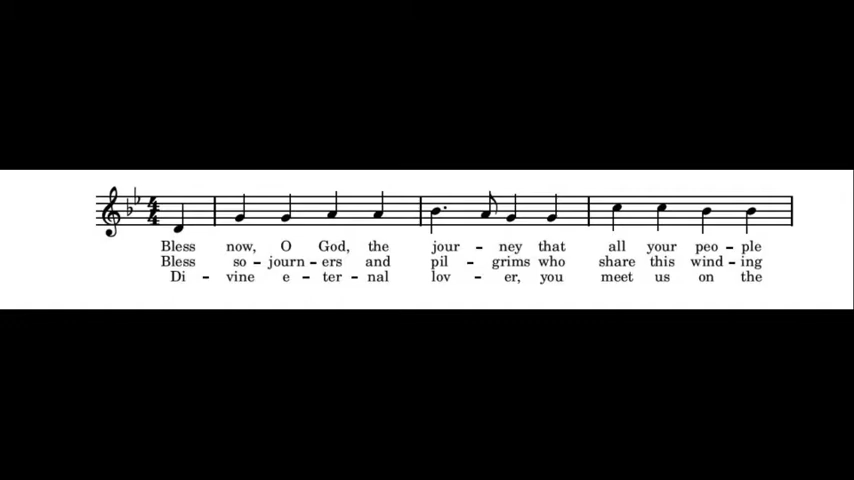 Bless now, O God, the jour - ney that all your peo - ple
Bless so - journ - ers and pil - grims who share this wind - ing
Di - vine e - ter - nal lov - er, you meet us on the